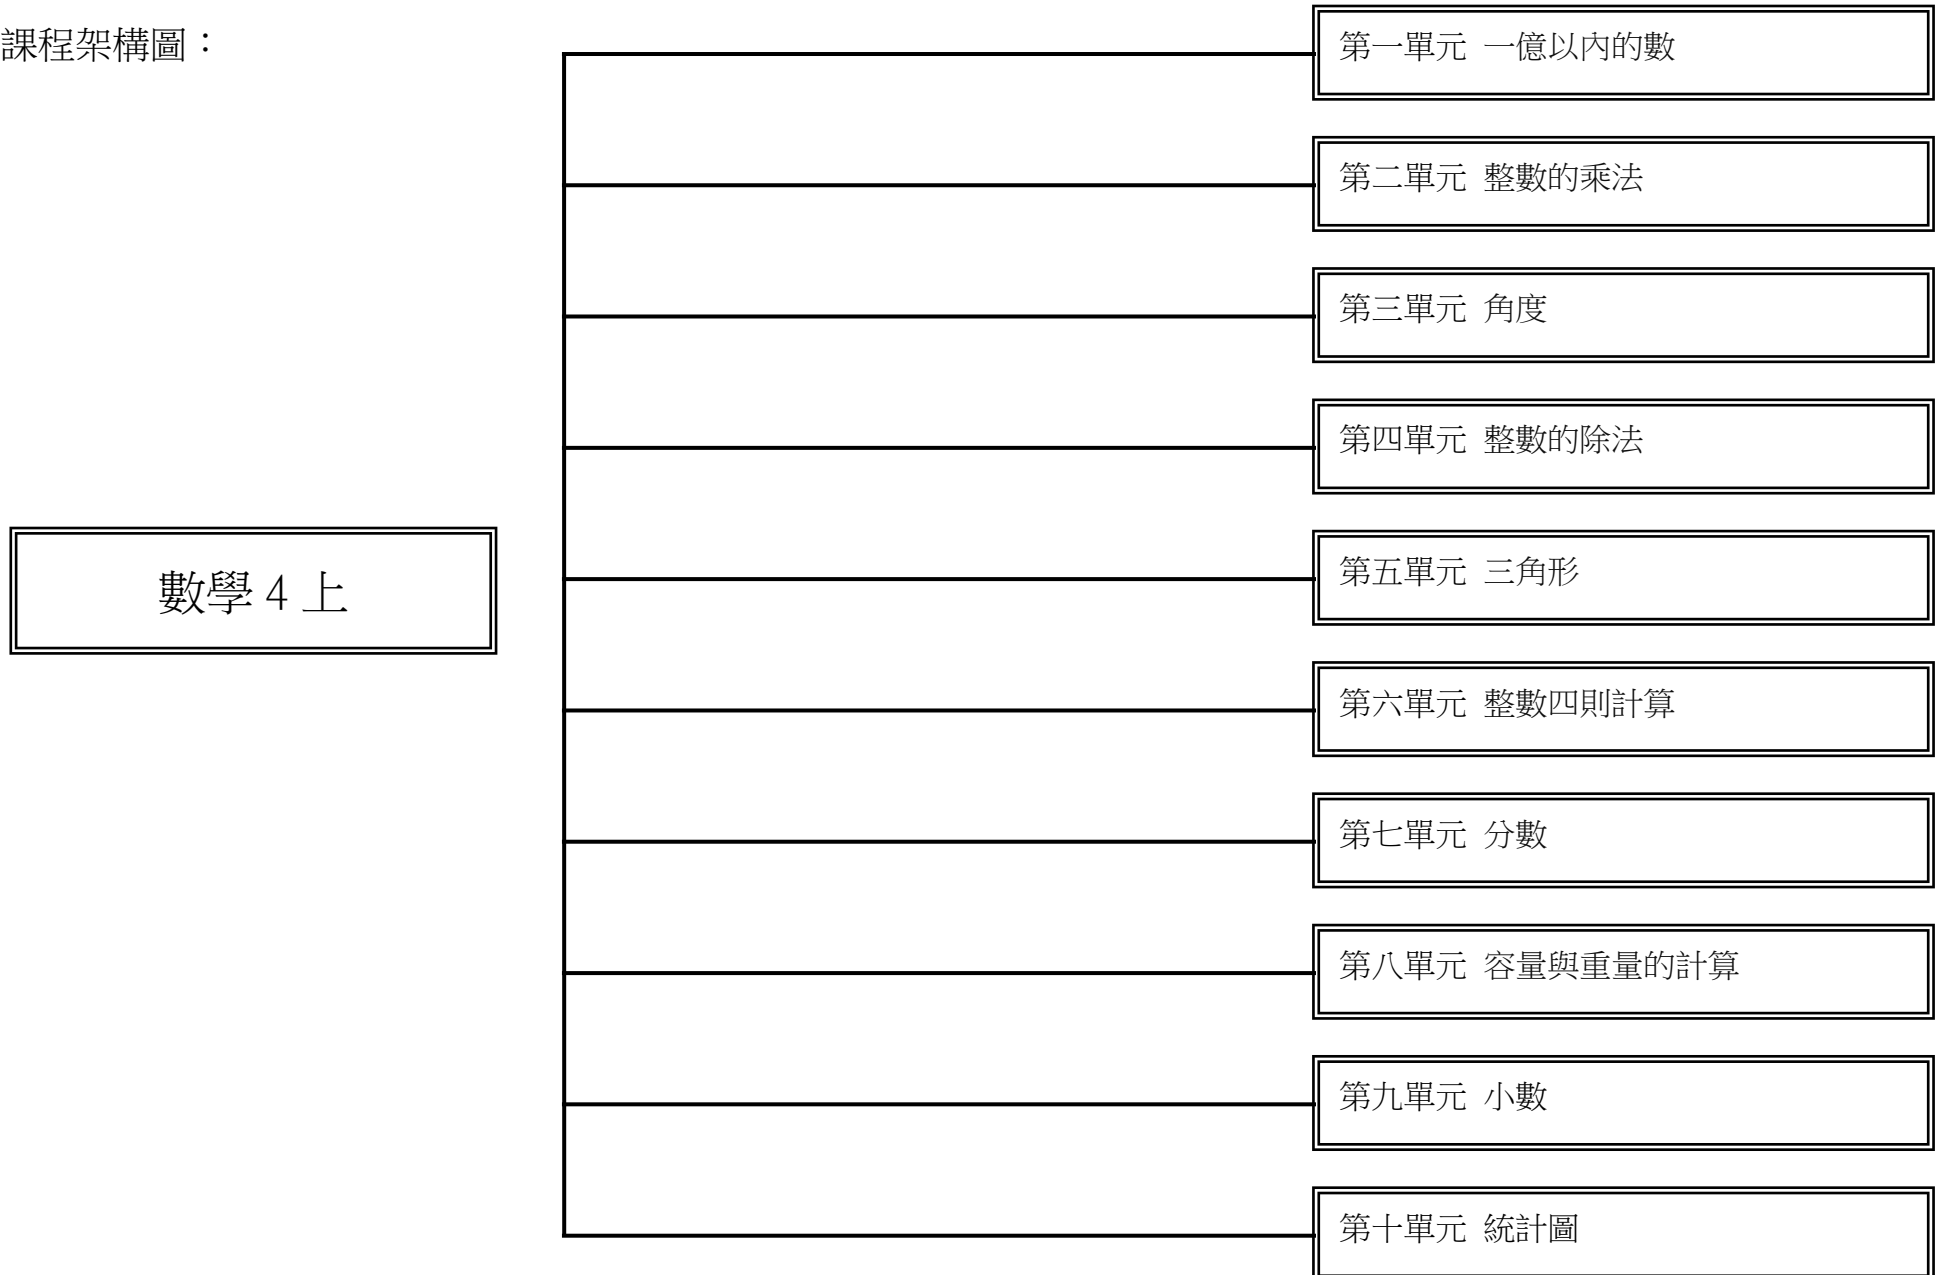 課程架構圖：
第一單元 一億以內的數
第二單元 整數的乘法
第三單元 角度
第四單元 整數的除法
第五單元 三角形
數學 4 上
第六單元 整數四則計算
第七單元 分數
第八單元 容量與重量的計算
第九單元 小數
第十單元 統計圖